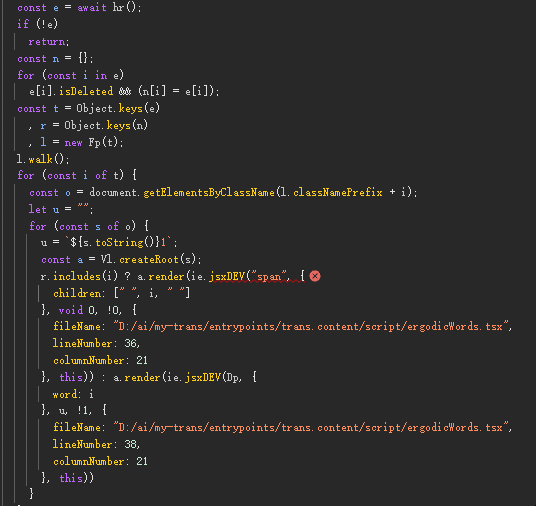 const e = await hr();
if (!e)
return;
const n = {};
for (const i in e)
e[i].isDeleted && (n[i] = e[i]);
const t = Object.keys(e)
, r = Object.keys(n)
, l = new Fp(t);
l.walk();
for (const i of t) {
const o = document.getElementsByClassName(l.classNamePrefix + i);
let u = "";
for (const s of o) {
u = `${s.toString()}1`;
const a = Vl.createRoot(s);
r.includes(i) ? a.render(ie.jsxDEV("span", {
children: [" ", i, " "]
}, void 0, !0, {
fileName: "D:/ai/my-trans/entrypoints/trans.content/script/ergodicWords.tsx",
lineNumber: 36,
columnNumber: 21
}, this)) : a.render(ie.jsxDEV(Dp, {
word: i
}, u, !1, {
fileName: "D:/ai/my-trans/entrypoints/trans.content/script/ergodicWords.tsx",
lineNumber: 38,
columnNumber: 21
}, this))
}